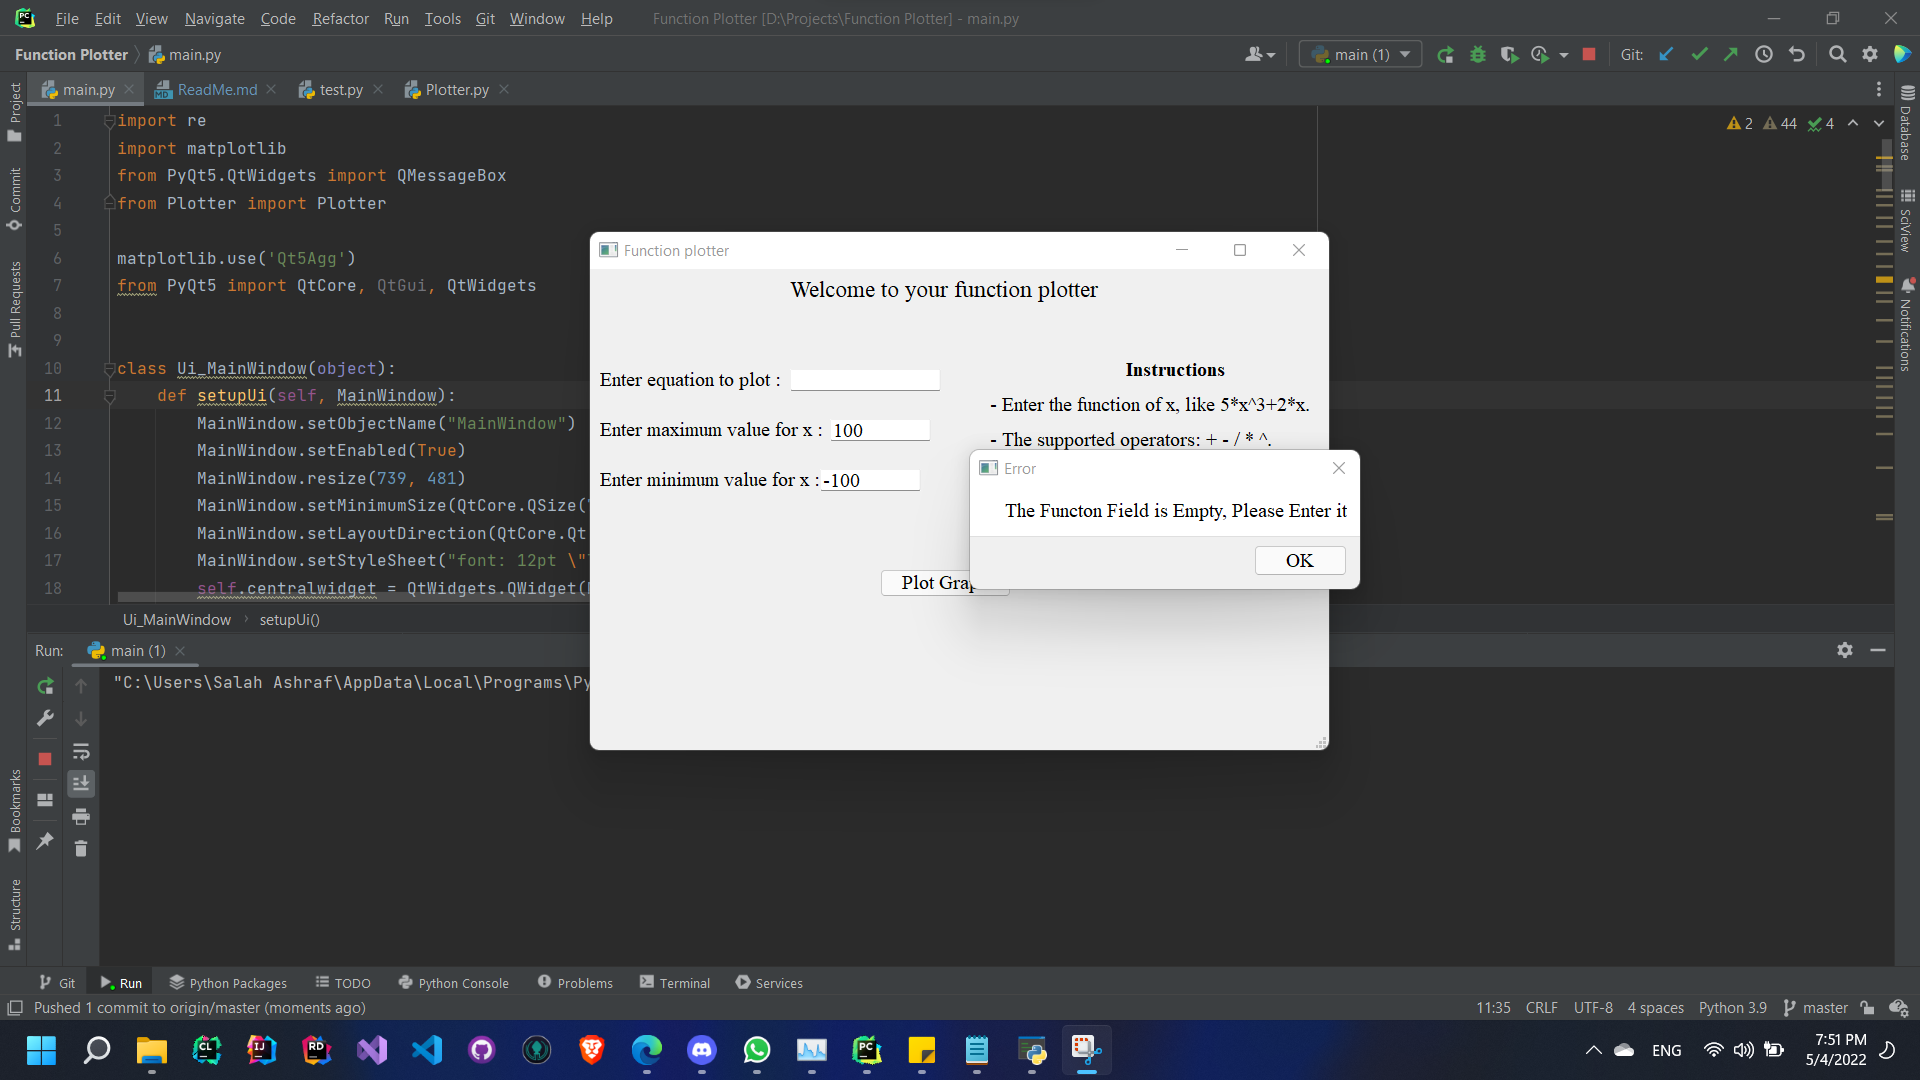 File Edit View Navigate Code Refactor Run Tools Git Window Help Function Plotter [D:\Projects\Function Plotter] - main.py
Function Plotter main.py main (1) Git:
main.py ReadMe.md test.py Plotter.py
Project
Commit
Pull Requests
Bookmarks
Structure
Database
SciView
Notifications
2 44 4
1 import re
2 import matplotlib
3 from PyQt5.QtWidgets import QMessageBox
4 from Plotter import Plotter
5
6 matplotlib.use('Qt5Agg')
7 from PyQt5 import QtCore, QtGui, QtWidgets
8
9
10 class Ui_MainWindow(object):
11 def setupUi(self, MainWindow):
12 MainWindow.setObjectName("MainWindow")
13 MainWindow.setEnabled(True)
14 MainWindow.resize(739, 481)
15 MainWindow.setMinimumSize(QtCore.QSize(
16 MainWindow.setLayoutDirection(QtCore.Qt
17 MainWindow.setStyleSheet("font: 12pt \"
18 self.centralwidget = QtWidgets.QWidget(
Ui_MainWindow setupUi()
Function plotter
Welcome to your function plotter
Enter equation to plot :
Enter maximum value for x : 100
Enter minimum value for x : -100
Instructions
- Enter the function of x, like 5*x^3+2*x.
- The supported operators: + - / * ^.
Plot Grap
Error
The Functon Field is Empty, Please Enter it
OK
Run: main (1)
"C:\Users\Salah Ashraf\AppData\Local\Programs\Py
Git Run Python Packages TODO Python Console Problems Terminal Services
Pushed 1 commit to origin/master (moments ago) 11:35 CRLF UTF-8 4 spaces Python 3.9 master
ENG
7:51 PM
5/4/2022